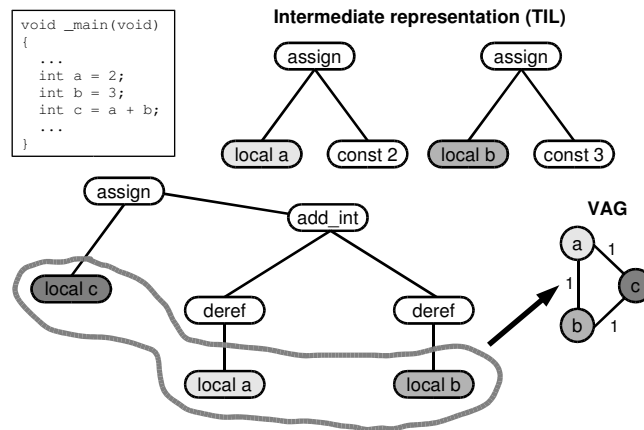 void _main(void)
{
...
int a = 2;
int b = 3;
int c = a + b;
...
}
Intermediate representation (TIL)
assign
assign
local a
const 2
local b
const 3
assign
add_int
local c
deref
deref
local a
local b
VAG
a
1
1
c
b
1